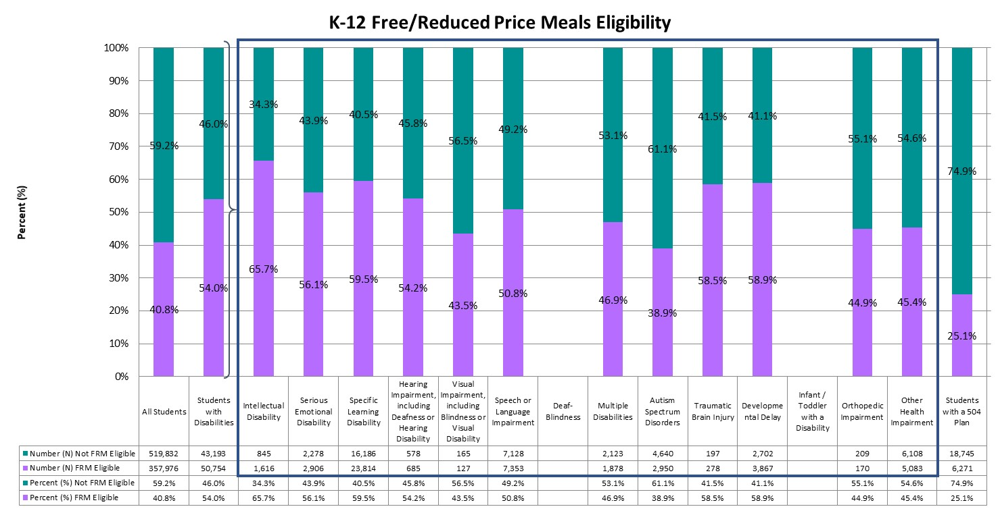 K-12 Free/Reduced Price Meals Eligibility
Percent (%)
100%
90%
80%
70%
60%
50%
40%
30%
20%
10%
0%
59.2%
46.0%
34.3%
43.9%
40.5%
45.8%
56.5%
49.2%
53.1%
61.1%
41.5%
41.1%
55.1%
54.6%
74.9%
40.8%
54.0%
65.7%
56.1%
59.5%
54.2%
43.5%
50.8%
46.9%
38.9%
58.5%
58.9%
44.9%
45.4%
25.1%
All Students
Students
with
Disabilities
Intellectual
Disability
Serious
Emotional
Disability
Specific
Learning
Disability
Hearing
Impairment,
including
Deafness or
Hearing
Disability
Visual
Impairment,
including
Blindness or
Visual
Disability
Speech or
Language
Impairment
Deaf-
Blindness
Multiple
Disabilities
Autism
Spectrum
Disorders
Traumatic
Brain Injury
Developme
ntal Delay
Infant /
Toddler
with a
Disability
Orthopedic
Impairment
Other
Health
Impairment
Students
with a 504
Plan
Number (N) Not FRM Eligible 519,832 43,193 845 2,278 16,186 578 165 7,128 2,123 4,640 197 2,702 209 6,108 18,745
Number (N) FRM Eligible 357,976 50,754 1,616 2,906 23,814 685 127 7,353 1,878 2,950 278 3,867 170 5,083 6,271
Percent (%) Not FRM Eligible 59.2% 46.0% 34.3% 43.9% 40.5% 45.8% 56.5% 49.2% 53.1% 61.1% 41.5% 41.1% 55.1% 54.6% 74.9%
Percent (%) FRM Eligible 40.8% 54.0% 65.7% 56.1% 59.5% 54.2% 43.5% 50.8% 46.9% 38.9% 58.5% 58.9% 44.9% 45.4% 25.1%